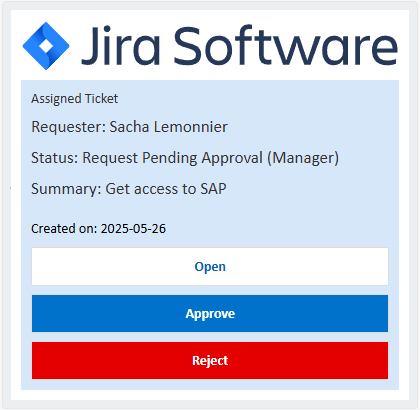 Jira Software
Assigned Ticket
Requester: Sacha Lemonnier
Status: Request Pending Approval (Manager)
Summary: Get access to SAP
Created on: 2025-05-26
Open
Approve
Reject